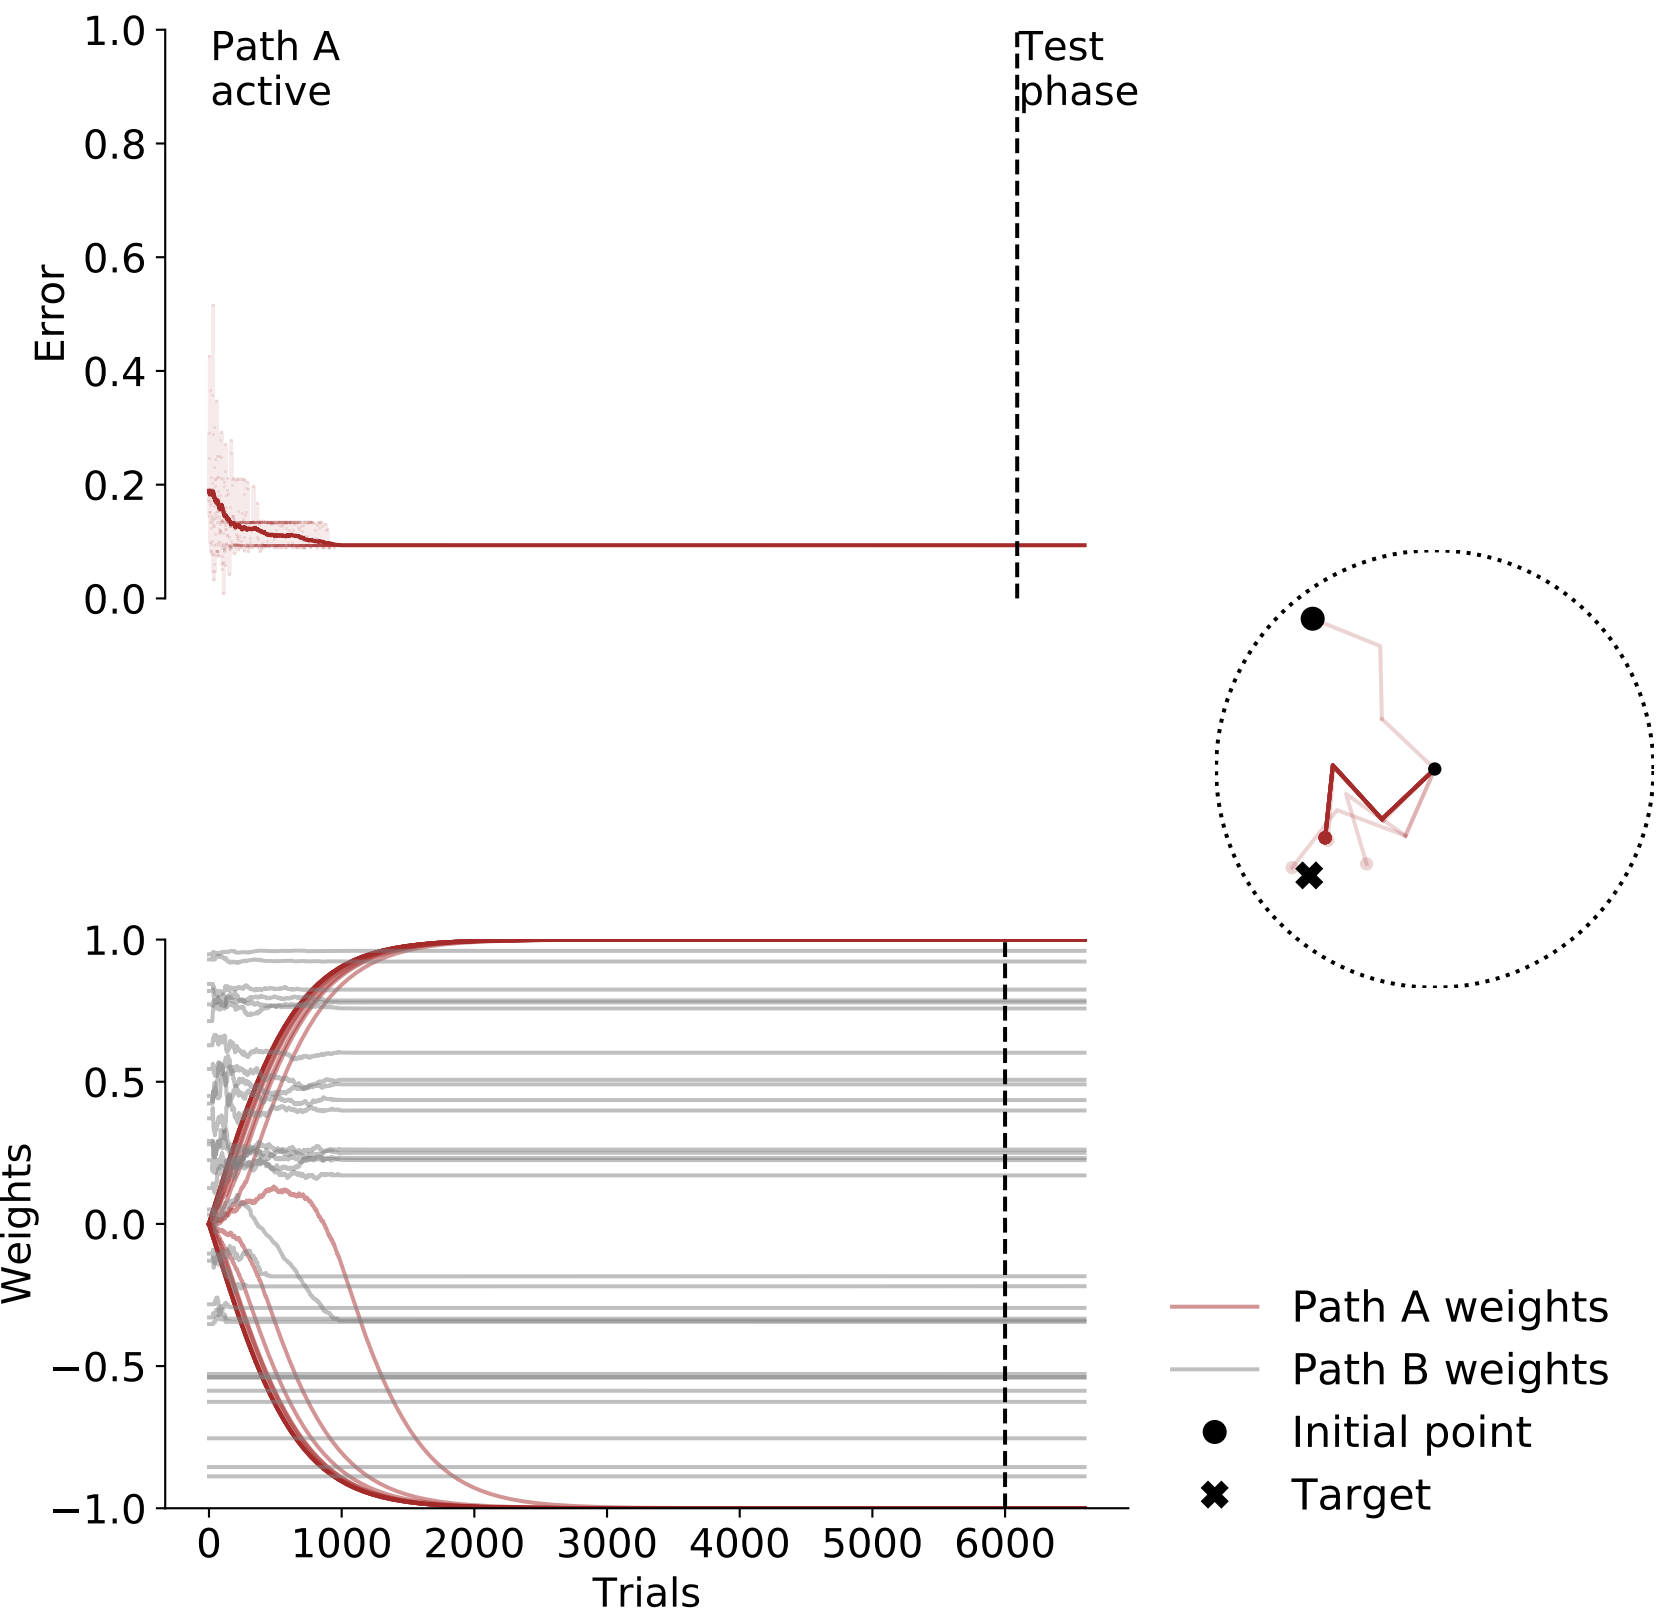 1.0
0.8
0.6
0.4
0.2
0.0
Error
Path A
active
Test
phase
1.0
0.5
0.0
−0.5
−1.0
Weights
0 1000 2000 3000 4000 5000 6000
Trials
Path A weights
Path B weights
Initial point
Target